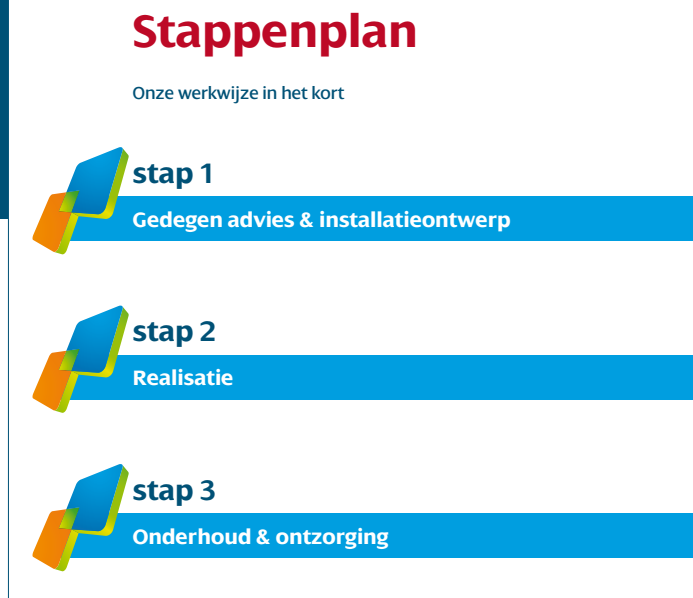 Stappenplan
Onze werkwijze in het kort
stap 1
Gedegen advies & installatieontwerp
stap 2
Realisatie
stap 3
Onderhoud & ontzorging